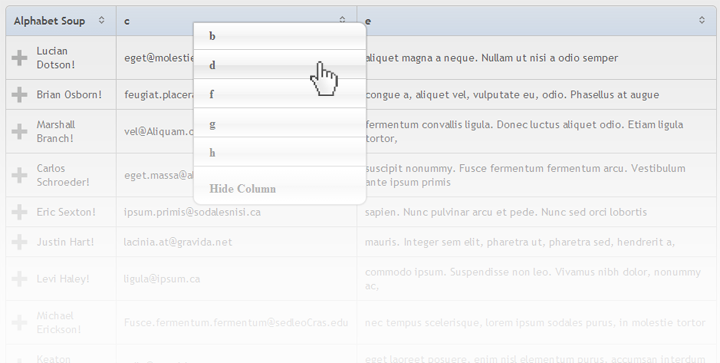 Alphabet Soup c e
b
Lucian
Dotson! eget@molestie aliquet magna a neque. Nullam ut nisi a odio semper
d
Brian Osborn! feugiat.placera congue a, aliquet vel, vulputate eu, odio. Phasellus at augue
f
Marshall
Branch! vel@Aliquam.o fermentum convallis ligula. Donec luctus aliquet odio. Etiam ligula
tortor,
g
h
Carlos
Schroeder! eget.massa@al suscipit nonummy. Fusce fermentum fermentum arcu. Vestibulum
ante ipsum primis
Hide Column
Eric Sexton! ipsum.primis@sodalesnisi.ca sapien. Nunc pulvinar arcu et pede. Nunc sed orci lobortis
Justin Hart! lacinia.at@gravida.net mauris. Integer sem elit, pharetra ut, pharetra sed, hendrerit a,
Levi Haley! ligula@ipsum.ca commodo ipsum. Suspendisse non leo. Vivamus nibh dolor, nonummy
ac,
Michael
Erickson! Fusce.fermentum.fermentum@sedleoCras.edu nec tempus scelerisque, lorem ipsum sodales purus, in molestie tortor
Keaton eget laoreet posuere, enim nisl elementum purus, accumsan interdum